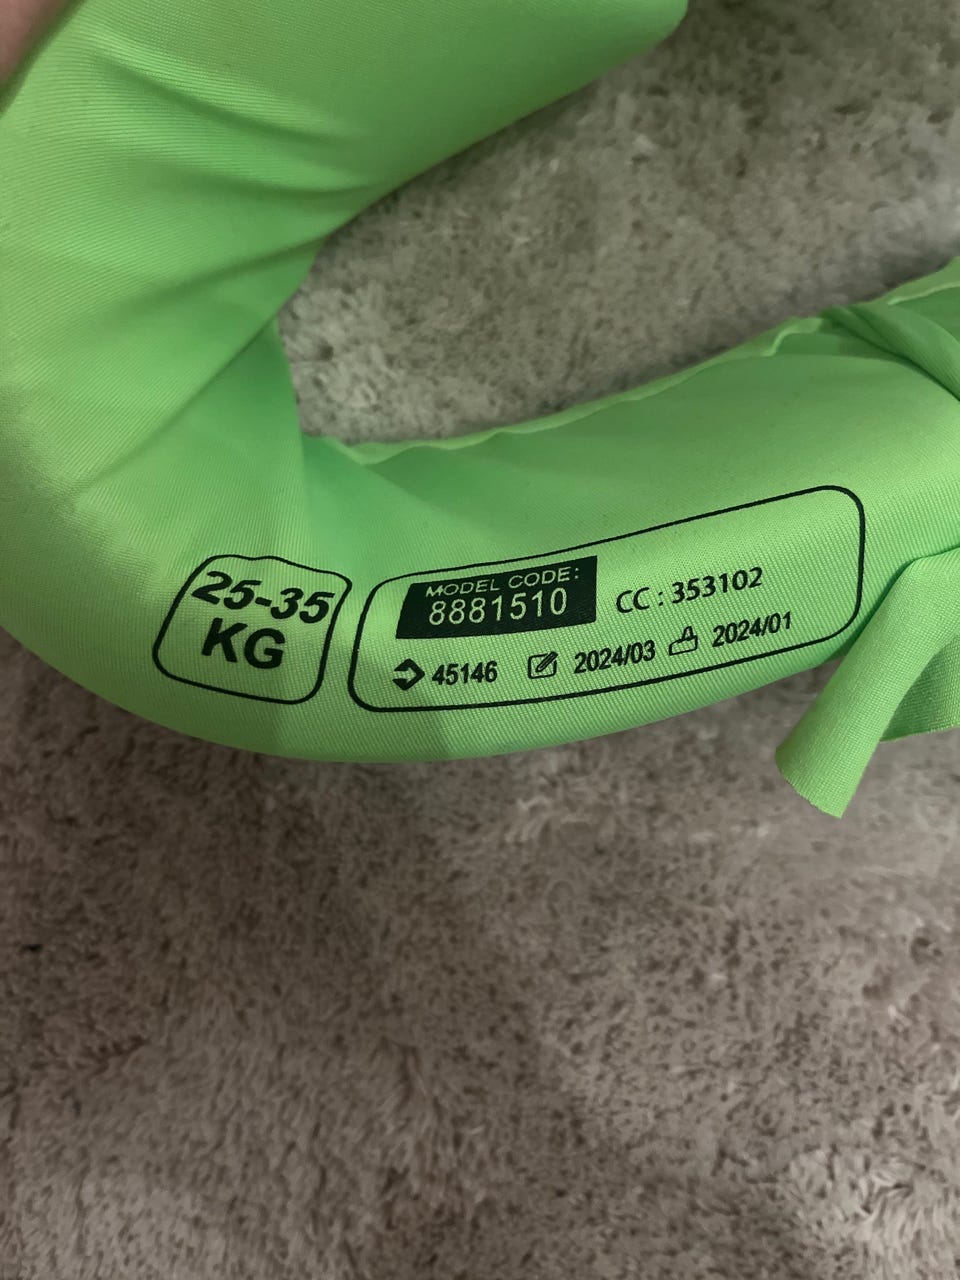 25-35
KG
MODEL CODE:
8881510
CC : 353102
45146 2024/03 2024/01